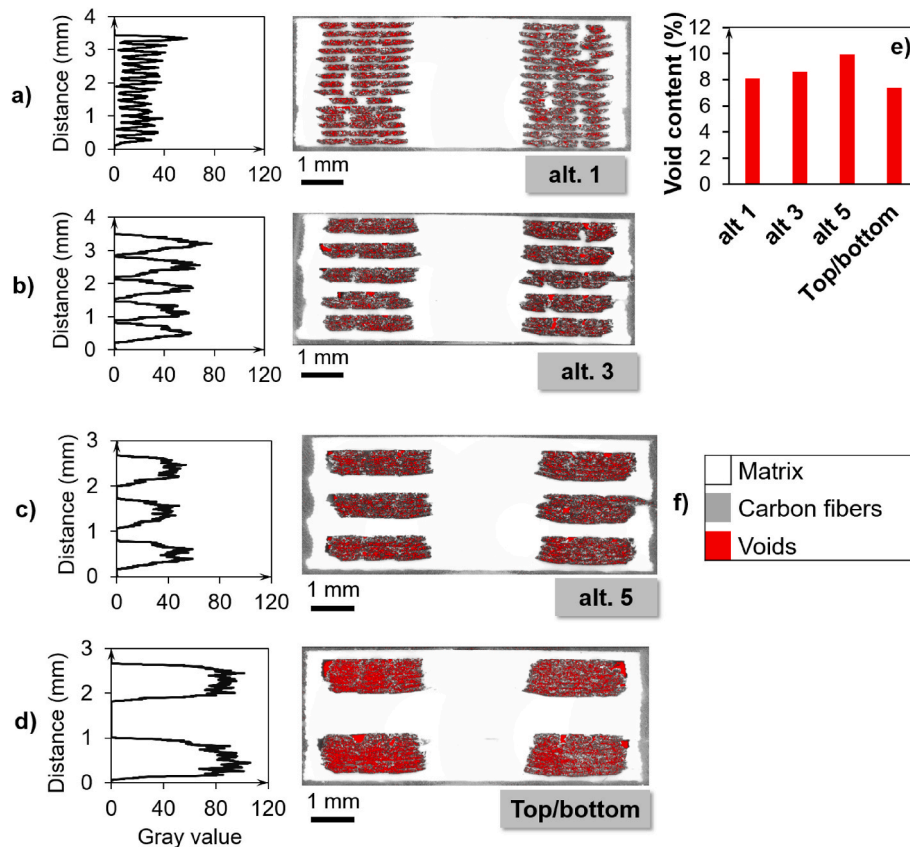 a)
Distance (mm)
4
3
2
1
0
0 40 80 120
1 mm
alt. 1
b)
Distance (mm)
4
3
2
1
0
0 40 80 120
1 mm
alt. 3
c)
Distance (mm)
3
2
1
0
0 40 80 120
1 mm
alt. 5
d)
Distance (mm)
3
2
1
0
0 40 80 120
Gray value
1 mm
Top/bottom
e)
Void content (%)
12
10
8
6
4
2
0
alt 1
alt 3
alt 5
Top/bottom
f)
Matrix
Carbon fibers
Voids